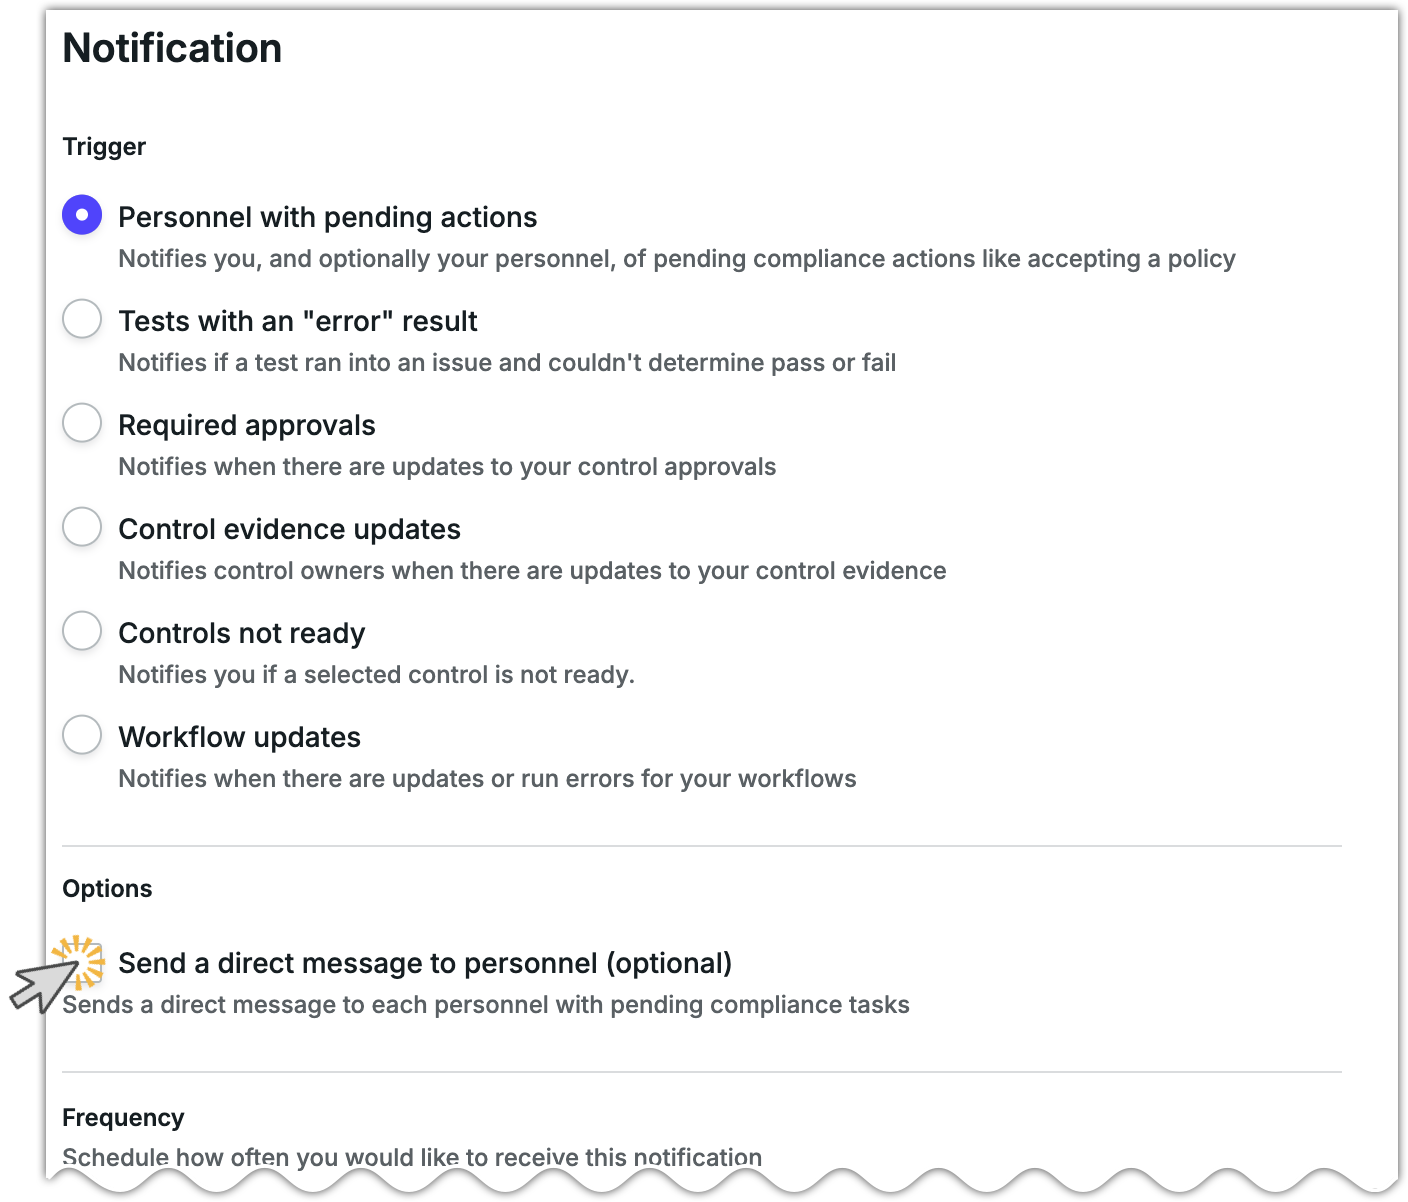 Notification
Trigger
Personnel with pending actions
Notifies you, and optionally your personnel, of pending compliance actions like accepting a policy
Tests with an "error" result
Notifies if a test ran into an issue and couldn't determine pass or fail
Required approvals
Notifies when there are updates to your control approvals
Control evidence updates
Notifies control owners when there are updates to your control evidence
Controls not ready
Notifies you if a selected control is not ready.
Workflow updates
Notifies when there are updates or run errors for your workflows
Options
Send a direct message to personnel (optional)
Sends a direct message to each personnel with pending compliance tasks
Frequency
Schedule how often you would like to receive this notification